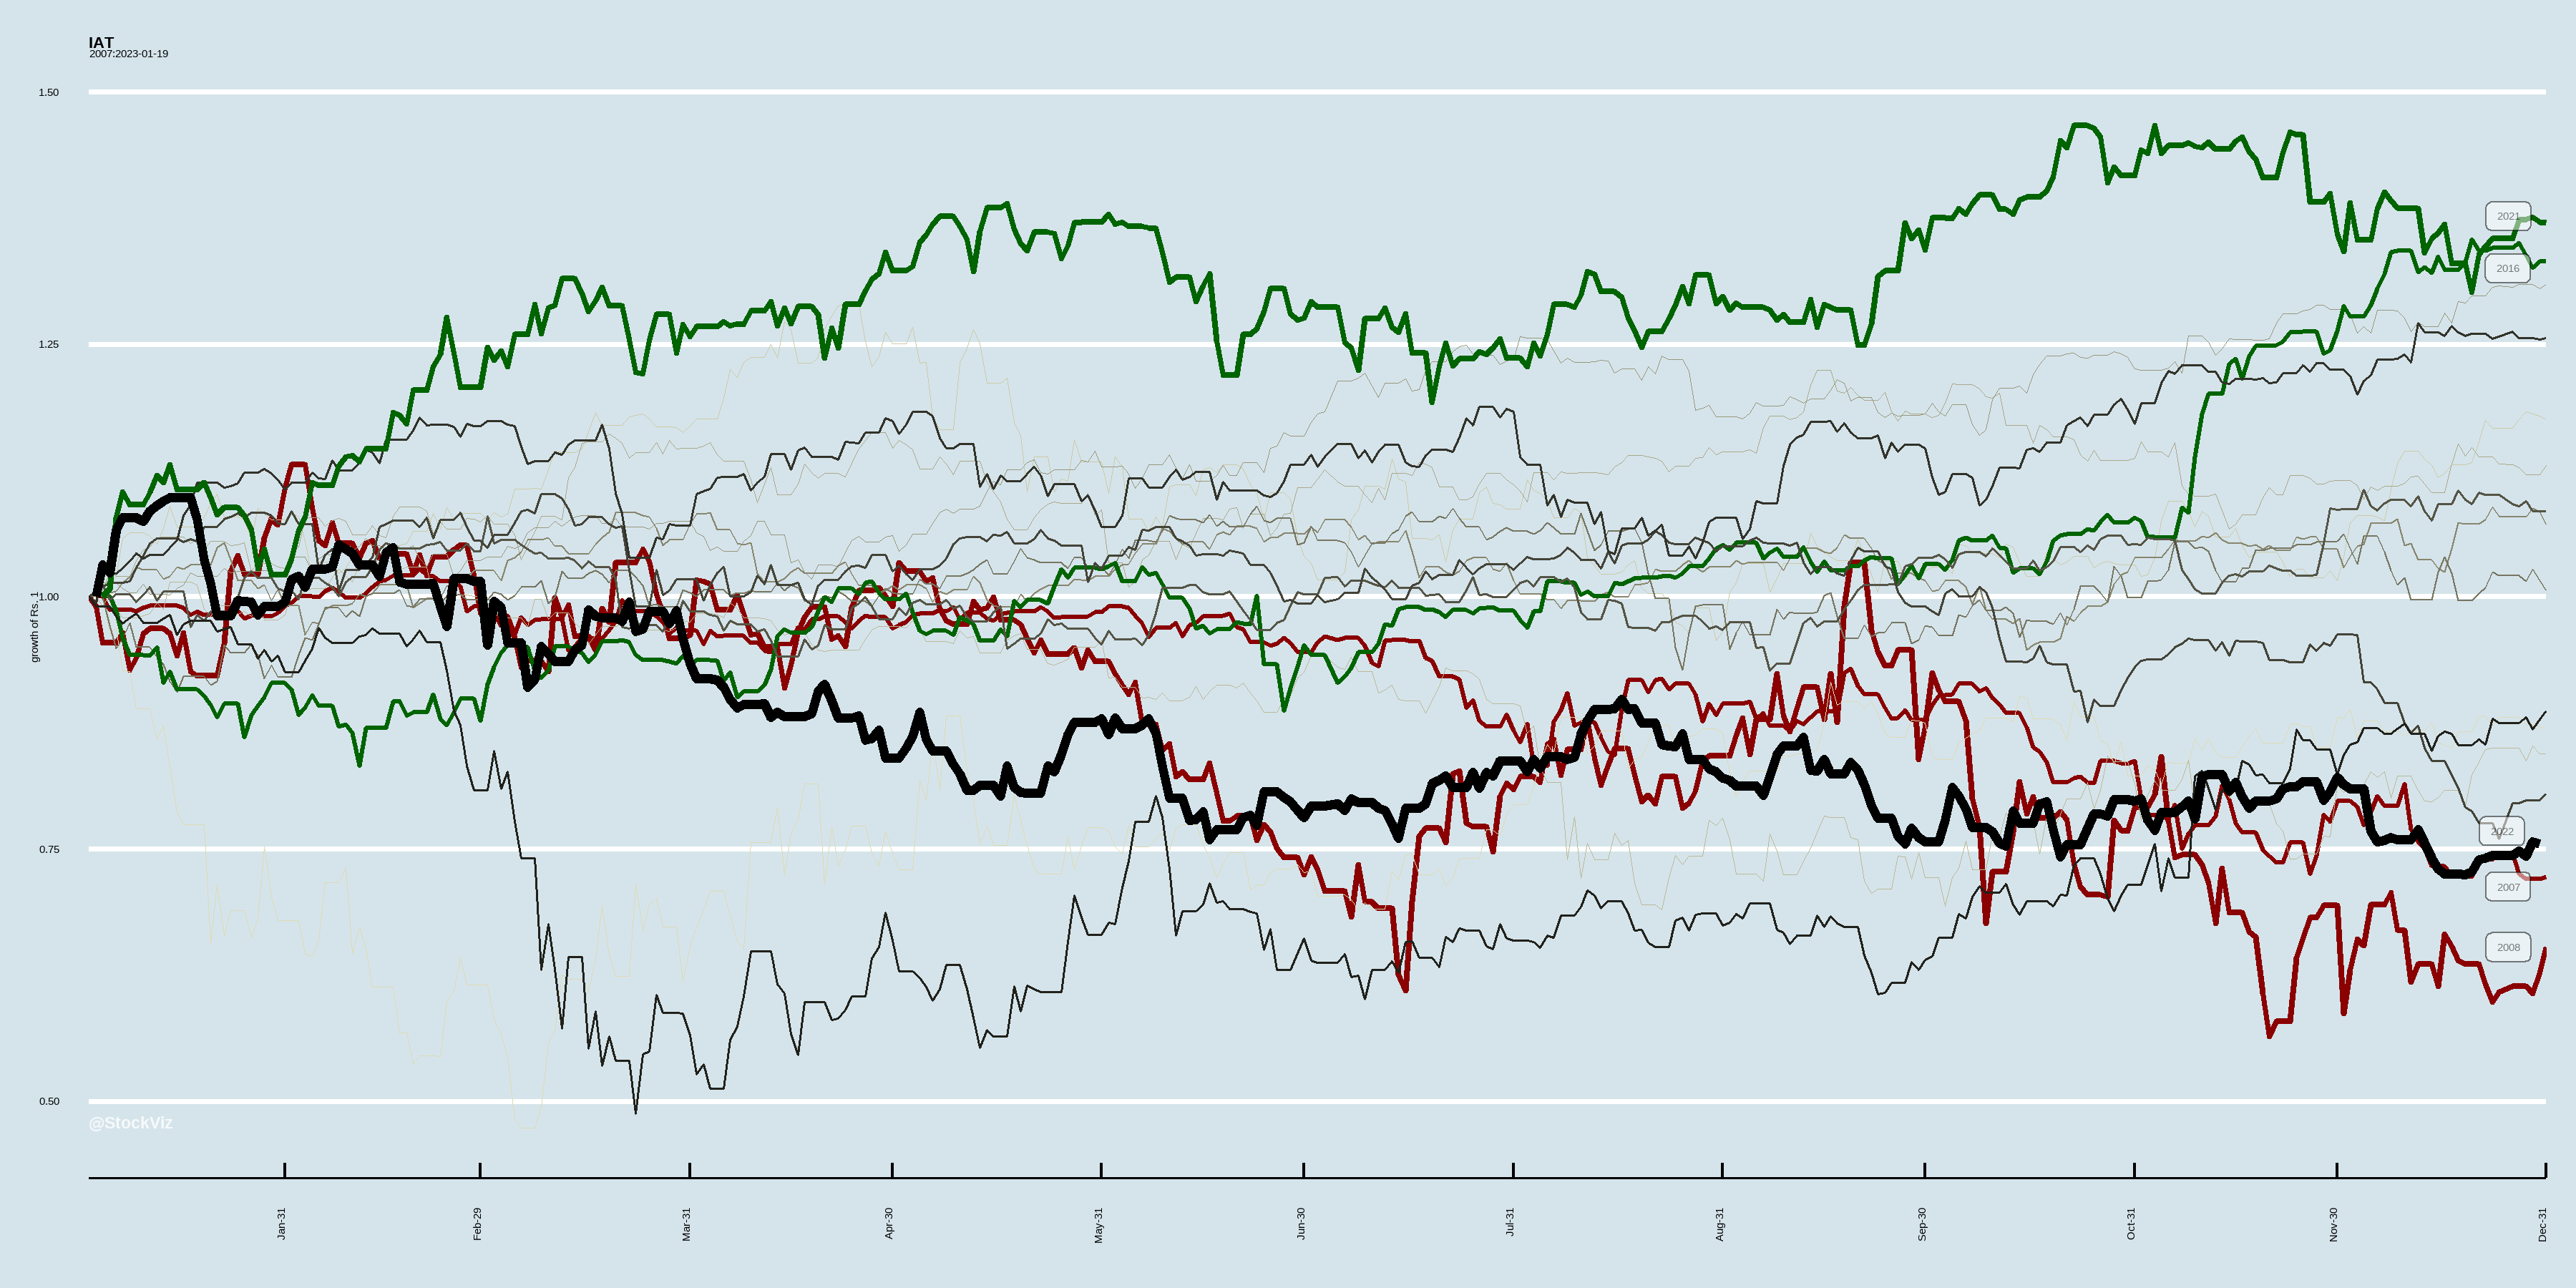 IAT
2007:2023-01-19
1.50
1.25
1.00
0.75
0.50
growth of Rs. 1
2021
2016
2022
2007
2008
@StockViz
Jan-31
Feb-29
Mar-31
Apr-30
May-31
Jun-30
Jul-31
Aug-31
Sep-30
Oct-31
Nov-30
Dec-31